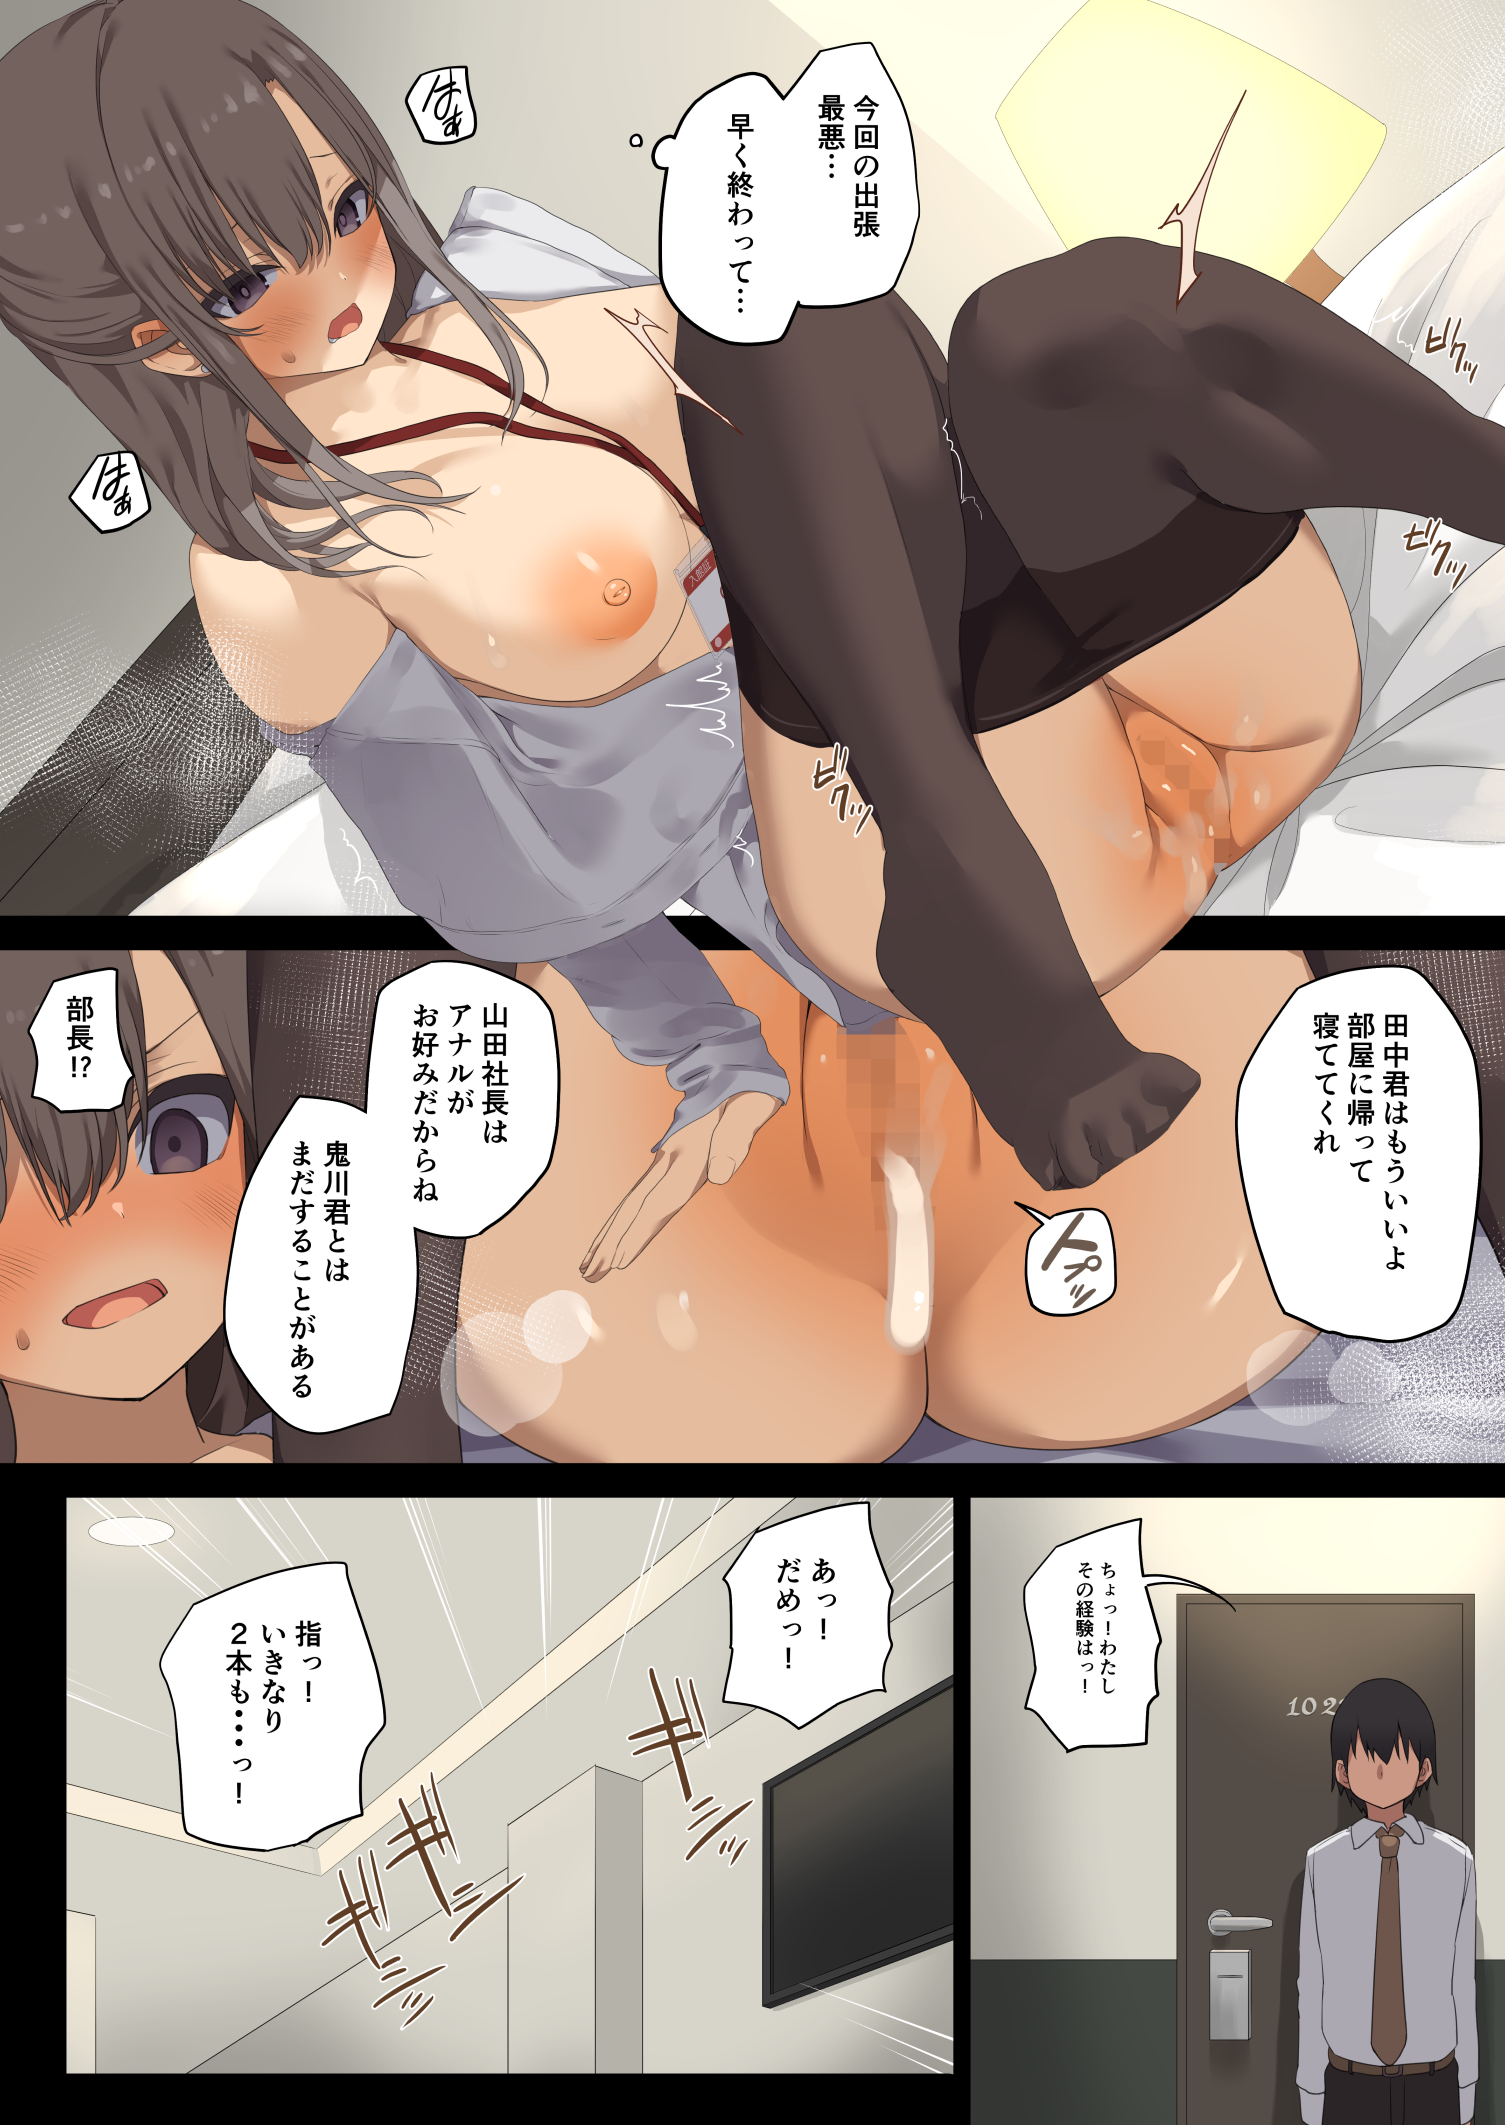 今回の出張
最悪…
早く終わって…
はぁ
はぁ
ビクッ
ビクッ
ビクッ
入館証
田中君はもういいよ
部屋に帰って
寝ててくれ
トプッ
山田社長は
アナルが
お好みだからね
鬼川君とは
まだすることがある
部長!?
ちょっ！わたし
その経験はっ！
102
あっ！
だめっ！
指っ！
いきなり
２本も・・・っ！
ギシッ
ギシッ
ギシッ